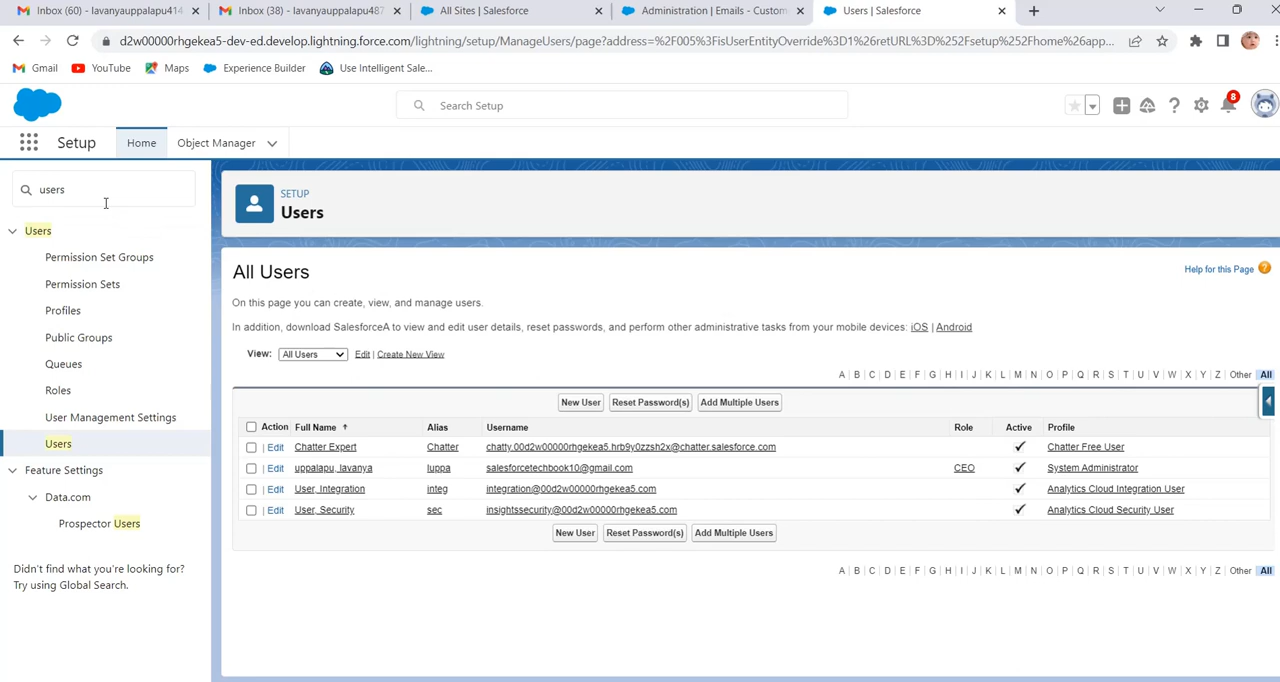 Inbox (60) - lavanyauppalapu414
Inbox (38) - lavanyauppalapu487
All Sites | Salesforce
Administration | Emails - Custom
Users | Salesforce
d2w00000rhgekea5-dev-ed.develop.lightning.force.com/lightning/setup/ManageUsers/page?address=%2F005%3FisUserEntityOverride%3D1%26retURL%3D%252Fsetup%252Fhome%26app...
Gmail YouTube Maps Experience Builder Use Intelligent Sale...
Search Setup
8
Setup Home Object Manager
users
Users
Permission Set Groups
Permission Sets
Profiles
Public Groups
Queues
Roles
User Management Settings
Users
Feature Settings
Data.com
Prospector Users
Didn't find what you're looking for?
Try using Global Search.
SETUP
Users
All Users
Help for this Page ?
On this page you can create, view, and manage users.
In addition, download SalesforceA to view and edit user details, reset passwords, and perform other administrative tasks from your mobile devices: iOS | Android
View: All Users Edit | Create New View
A | B | C | D | E | F | G | H | I | J | K | L | M | N | O | P | Q | R | S | T | U | V | W | X | Y | Z | Other | All
New User Reset Password(s) Add Multiple Users
Action Full Name ↑ Alias Username Role Active Profile
| Edit Chatter Expert Chatter chatty.00d2w00000rhgekea5.hrb9y0zzsh2x@chatter.salesforce.com ✓ Chatter Free User
| Edit uppalapu, lavanya luppa salesforcetechbook10@gmail.com CEO ✓ System Administrator
| Edit User, Integration integ integration@00d2w00000rhgekea5.com ✓ Analytics Cloud Integration User
| Edit User, Security sec insightssecurity@00d2w00000rhgekea5.com ✓ Analytics Cloud Security User
New User Reset Password(s) Add Multiple Users
A | B | C | D | E | F | G | H | I | J | K | L | M | N | O | P | Q | R | S | T | U | V | W | X | Y | Z | Other | All